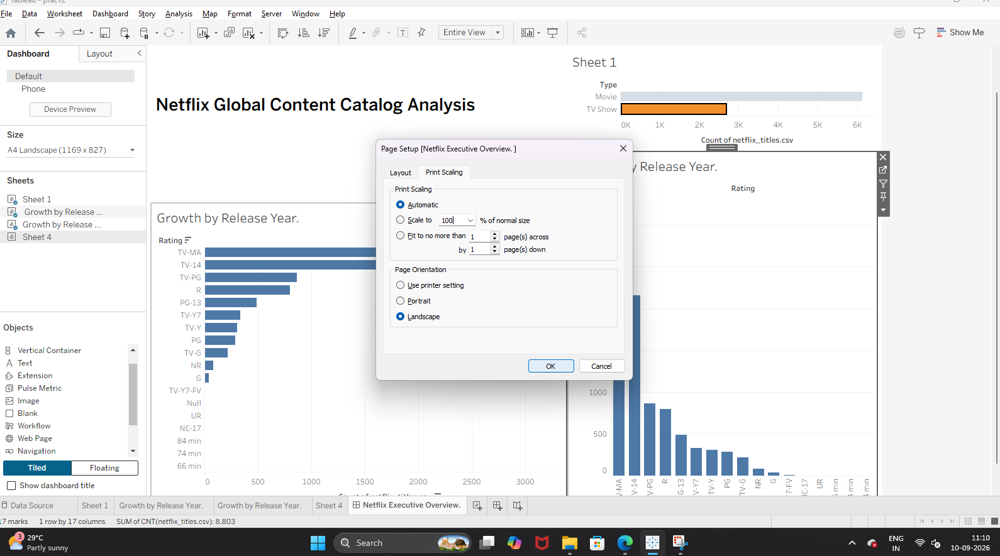 Tableau - prac12
File Data Worksheet Dashboard Story Analysis Map Format Server Window Help
Entire View
Show Me
Dashboard
Layout
Default
Phone
Device Preview
Size
A4 Landscape (1169 x 827)
Sheets
Sheet 1
Growth by Release ...
Growth by Release ...
Sheet 4
Objects
Vertical Container
Text
Extension
Pulse Metric
Image
Blank
Workflow
Web Page
Navigation
Tiled
Floating
Show dashboard title
Netflix Global Content Catalog Analysis
Sheet 1
Type
Movie
TV Show
0K 1K 2K 3K 4K 5K 6K
Count of netflix_titles.csv
Growth by Release Year.
Rating
TV-MA
TV-14
TV-PG
R
PG-13
TV-Y7
TV-Y
PG
TV-G
NR
G
TV-Y7-FV
Null
UR
NC-17
84 min
74 min
66 min
0 500 1000 1500 2000 2500 3000
Page Setup [Netflix Executive Overview. ]
Layout
Print Scaling
Print Scaling
Automatic
Scale to 100 % of normal size
Fit to no more than 1 page(s) across
by 1 page(s) down
Page Orientation
Use printer setting
Portrait
Landscape
OK
Cancel
y Release Year.
Rating
1000
500
0
V-MA
V-14
V-PG
R
G-13
V-Y7
TV-Y
PG
TV-G
NR
G
7-FV
C-17
UR
Data Source
Sheet 1
Growth by Release Year.
Growth by Release Year.
Sheet 4
Netflix Executive Overview.
17 marks 1 row by 17 columns SUM of CNT(netflix_titles.csv): 8,803
3
29°C
Partly sunny
Search
ENG
IN
11:10
10-09-2026